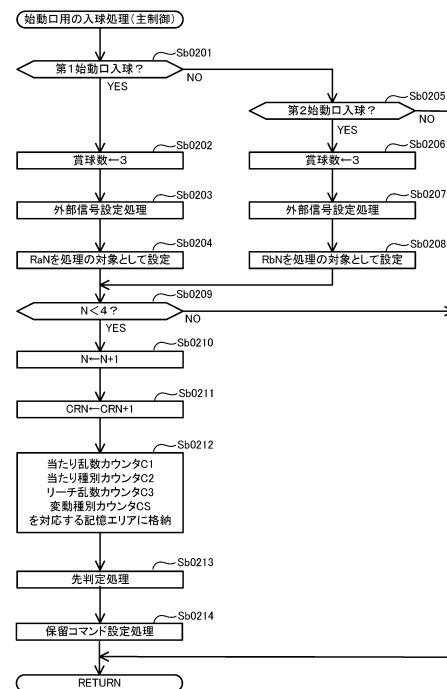 始動口用の入球処理(主制御)
Sb0201
第1始動口入球?
NO
YES
Sb0205
第2始動口入球?
NO
YES
Sb0202
賞球数←3
Sb0206
賞球数←3
Sb0203
外部信号設定処理
Sb0207
外部信号設定処理
Sb0204
RaNを処理の対象として設定
Sb0208
RbNを処理の対象として設定
Sb0209
N<4?
NO
YES
Sb0210
N←N+1
Sb0211
CRN←CRN+1
Sb0212
当たり乱数カウンタC1
当たり種別カウンタC2
リーチ乱数カウンタC3
変動種別カウンタCS
を対応する記憶エリアに格納
Sb0213
先判定処理
Sb0214
保留コマンド設定処理
RETURN